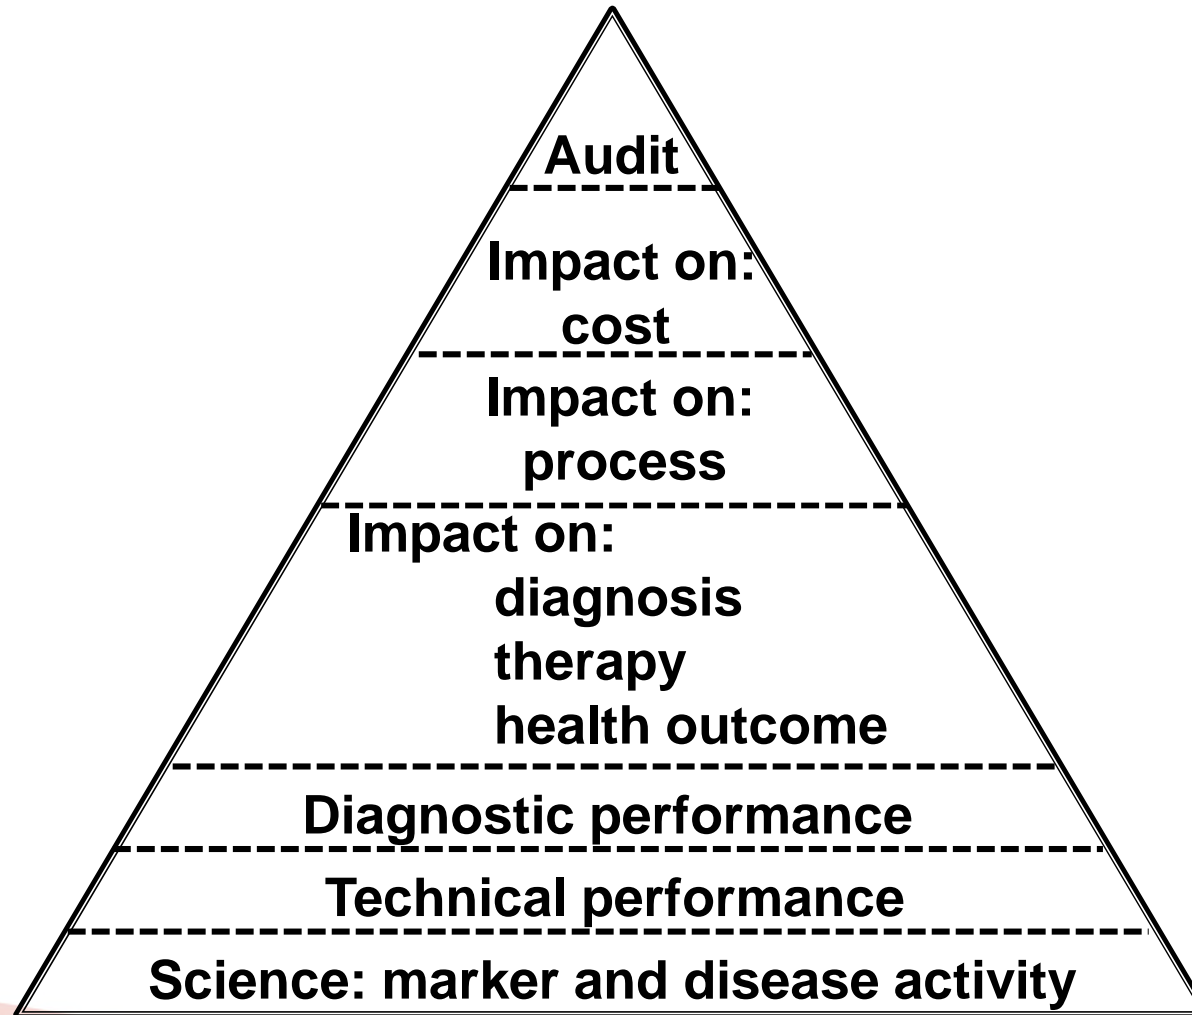 Audit
Impact on:
cost
Impact on:
process
Impact on:
diagnosis
therapy
health outcome
Diagnostic performance
Technical performance
Science: marker and disease activity